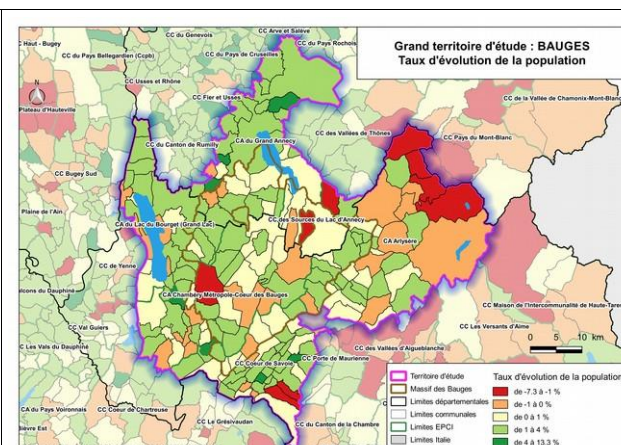 Grand territoire d'étude : BAUGES
Taux d'évolution de la population
CC du Genevois
CC Arve et Salève
CC Haut - Bugey
CC du Pays de Cruseilles
CC du Pays Rochois
CC du Pays Bellegardien (Ccpb)
CC Usses et Rhône
CC Fier et Usses
CC de la Vallée de Chamonix-Mont-Blanc
N
Plateau d'Hauteville
CA du Grand Annecy
CC des Vallées de Thônes
CC Pays du Mont-Blanc
CC du Canton de Rumilly
CC Bugey Sud
Plaine de l'Ain
CA du Lac du Bourget (Grand Lac)
CC des Sources du Lac d'Annecy
CA Arlysère
CC de Yenne
CA Chambéry Métropole-Coeur des Bauges
CC Maison de l'Intercommunalité de Haute-Taren
CC Val Guiers
CC Les Versants d'Aime
0 5 10 km
CC Les Vals du Dauphiné
CC des Vallées d'Aigueblanche
CC Coeur de Savoie
CC Porte de Maurienne
CA du Pays Voironnais
CC Coeur de Chartreuse
CC Le Grésivaudan
CC du Canton de la Chambre
Bièvre Est
Territoire d'étude
Massif des Bauges
Limites départementales
Limites communales
Limites EPCI
Limites Italie
Taux d'évolution de la population
de -7.3 à -1 %
de -1 à 0 %
de 0 à 1 %
de 1 à 4 %
de 4 à 13.3 %